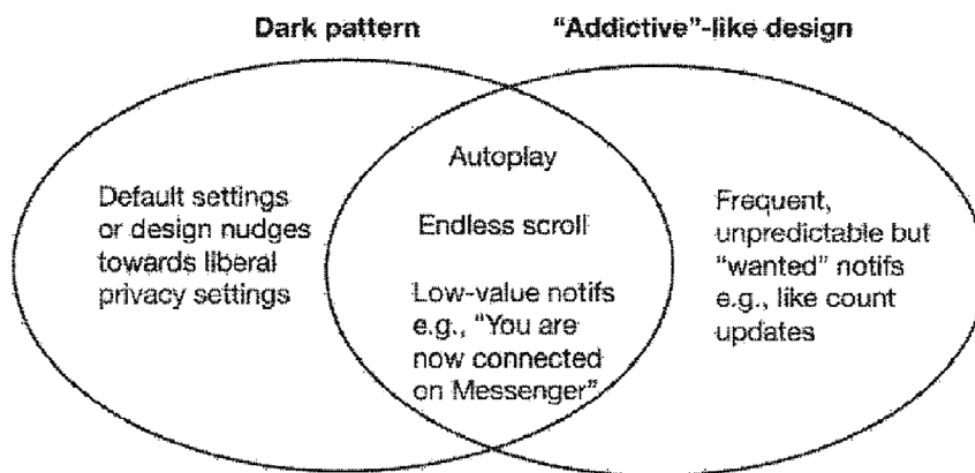 Dark pattern
"Addictive"-like design
Default settings
or design nudges
towards liberal
privacy settings
Autoplay
Endless scroll
Low-value notifs
e.g., "You are
now connected
on Messenger"
Frequent,
unpredictable but
"wanted" notifs
e.g., like count
updates